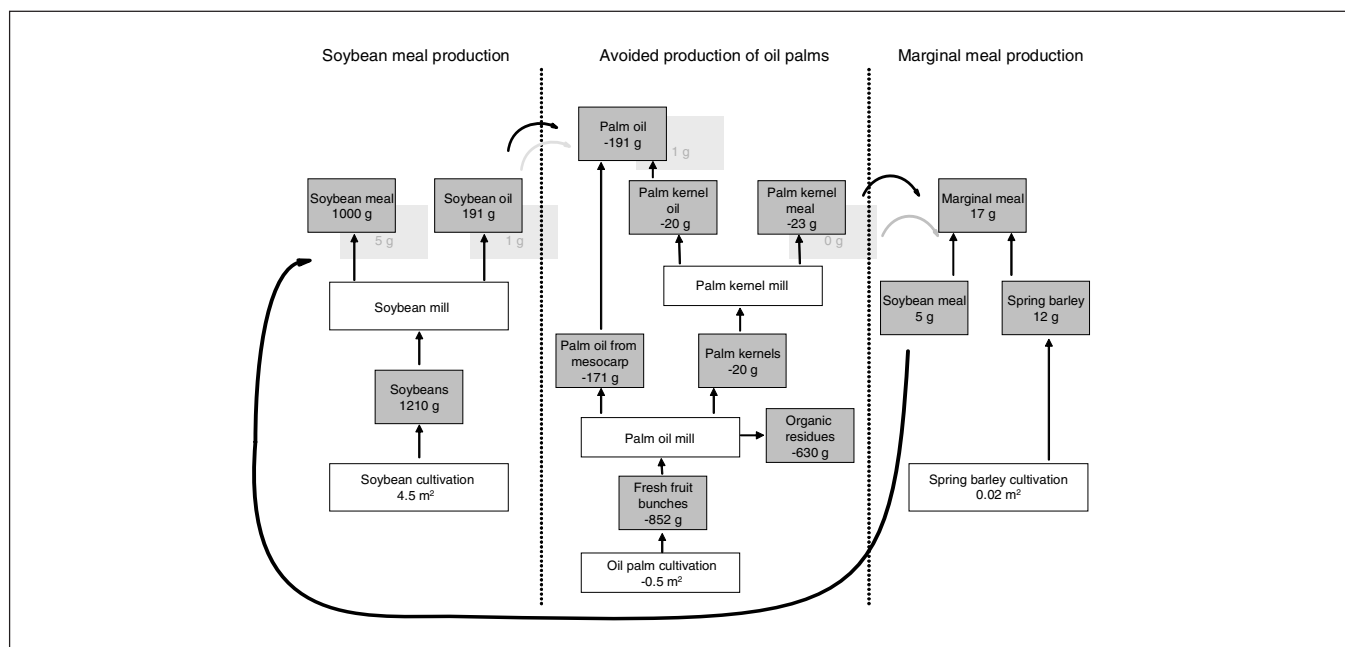 Soybean meal production
Avoided production of oil palms
Marginal meal production
Soybean meal
1000 g
5 g
Soybean oil
191 g
1 g
Soybean mill
Soybeans
1210 g
Soybean cultivation
4.5 m²
Palm oil
-191 g
1 g
Palm kernel
oil
-20 g
Palm kernel
meal
-23 g
0 g
Palm kernel mill
Palm oil from
mesocarp
-171 g
Palm kernels
-20 g
Palm oil mill
Organic
residues
-630 g
Fresh fruit
bunches
-852 g
Oil palm cultivation
-0.5 m²
Marginal meal
17 g
Soybean meal
5 g
Spring barley
12 g
Spring barley cultivation
0.02 m²